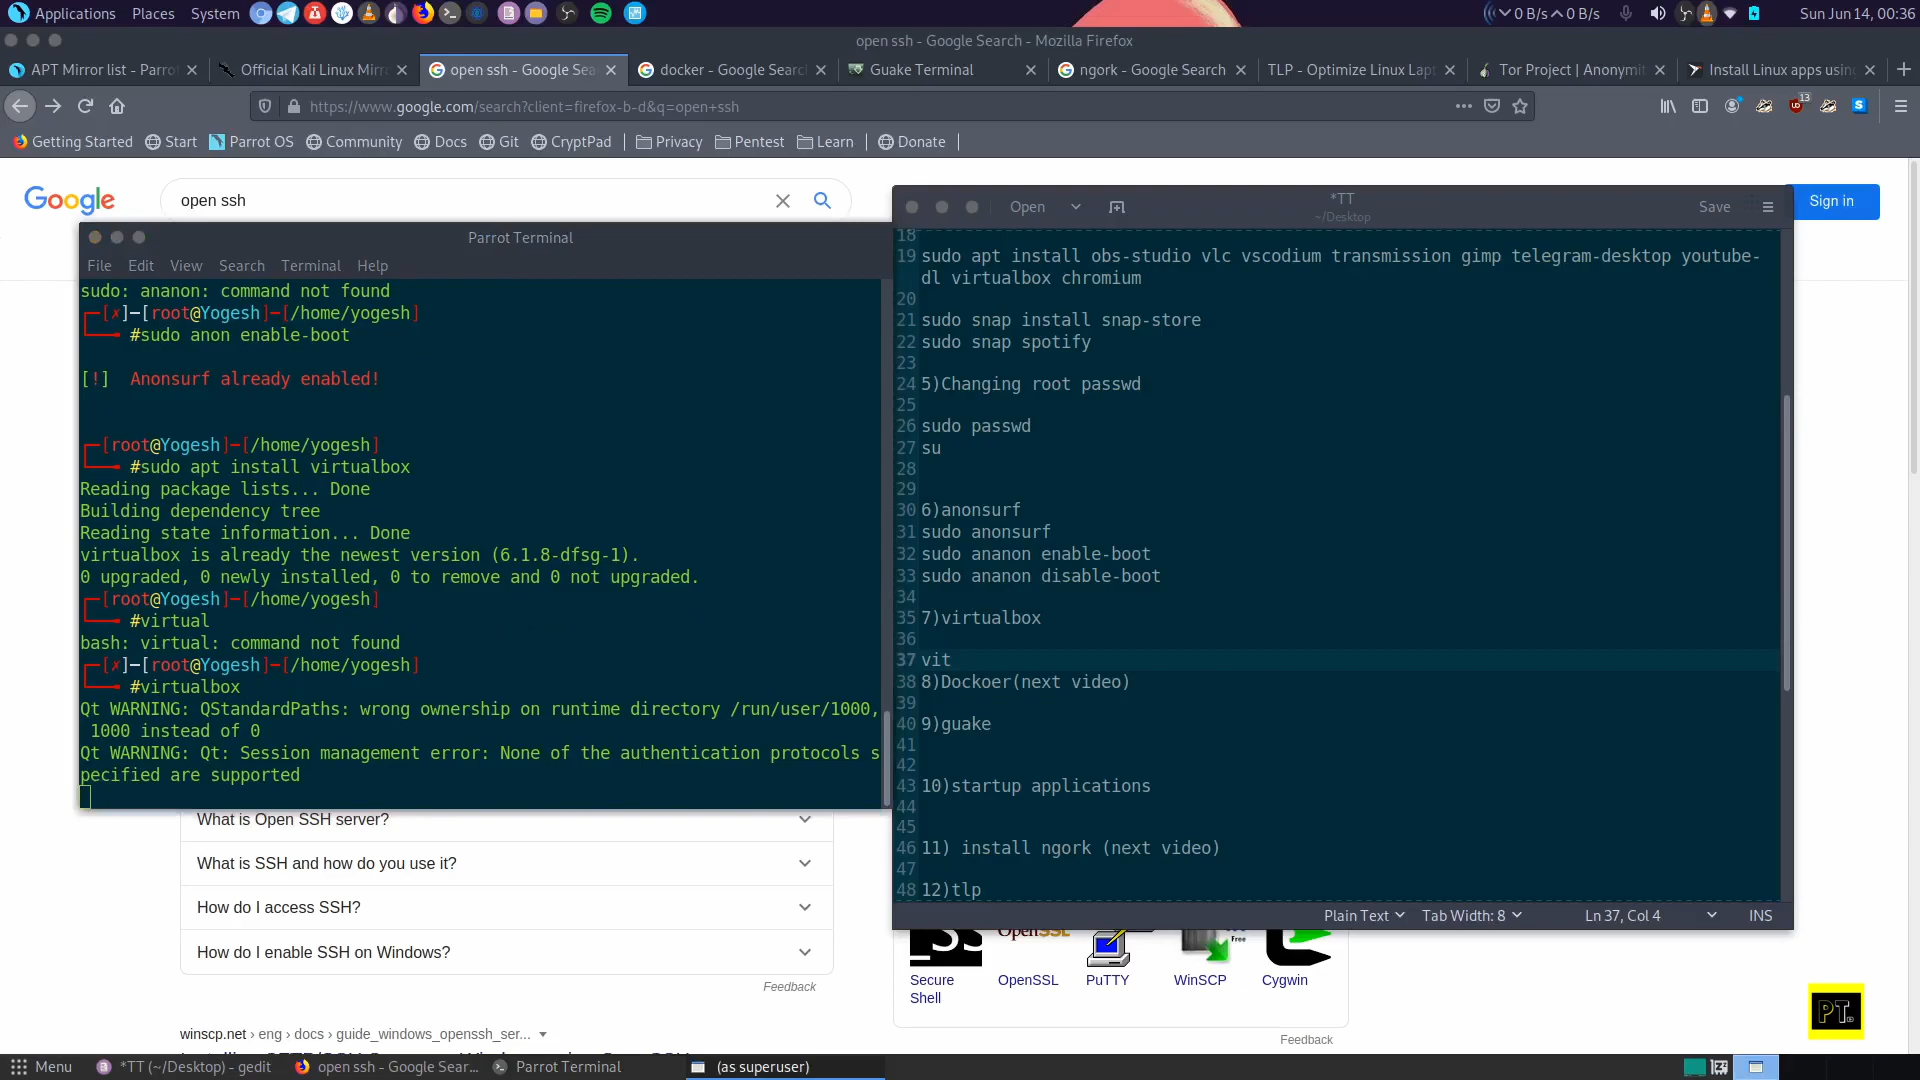 Applications Places System
0 B/s 0 B/s
Sun Jun 14, 00:36
open ssh - Google Search - Mozilla Firefox
APT Mirror list - Parro
Official Kali Linux Mirr
open ssh - Google Sea
docker - Google Search
Guake Terminal
ngork - Google Search
TLP - Optimize Linux Lapt
Tor Project | Anonymit
Install Linux apps using
https://www.google.com/search?client=firefox-b-d&q=open+ssh
13
Getting Started Start Parrot OS Community Docs Git CryptPad Privacy Pentest Learn Donate
Google
open ssh
Sign in
Parrot Terminal
File Edit View Search Terminal Help
sudo: ananon: command not found
┌─[✗]─[root@Yogesh]─[/home/yogesh]
└──╼ #sudo anon enable-boot
[!] Anonsurf already enabled!
┌─[root@Yogesh]─[/home/yogesh]
└──╼ #sudo apt install virtualbox
Reading package lists... Done
Building dependency tree
Reading state information... Done
virtualbox is already the newest version (6.1.8-dfsg-1).
0 upgraded, 0 newly installed, 0 to remove and 0 not upgraded.
┌─[root@Yogesh]─[/home/yogesh]
└──╼ #virtual
bash: virtual: command not found
┌─[✗]─[root@Yogesh]─[/home/yogesh]
└──╼ #virtualbox
Qt WARNING: QStandardPaths: wrong ownership on runtime directory /run/user/1000,
1000 instead of 0
Qt WARNING: Qt: Session management error: None of the authentication protocols s
pecified are supported
Open
*TT
~/Desktop
Save
18
19 sudo apt install obs-studio vlc vscodium transmission gimp telegram-desktop youtube-
dl virtualbox chromium
20
21 sudo snap install snap-store
22 sudo snap spotify
23
24 5)Changing root passwd
25
26 sudo passwd
27 su
28
29
30 6)anonsurf
31 sudo anonsurf
32 sudo ananon enable-boot
33 sudo ananon disable-boot
34
35 7)virtualbox
36
37 vit
38 8)Dockoer(next video)
39
40 9)guake
41
42
43 10)startup applications
44
45
46 11) install ngork (next video)
47
48 12)tlp
Plain Text Tab Width: 8 Ln 37, Col 4 INS
What is Open SSH server?
What is SSH and how do you use it?
How do I access SSH?
How do I enable SSH on Windows?
Feedback
winscp.net › eng › docs › guide_windows_openssh_ser...
Free
Secure
Shell
OpenSSL
PuTTY
WinSCP
Cygwin
Feedback
PT
Menu
*TT (~/Desktop) - gedit
open ssh - Google Sear...
Parrot Terminal
(as superuser)